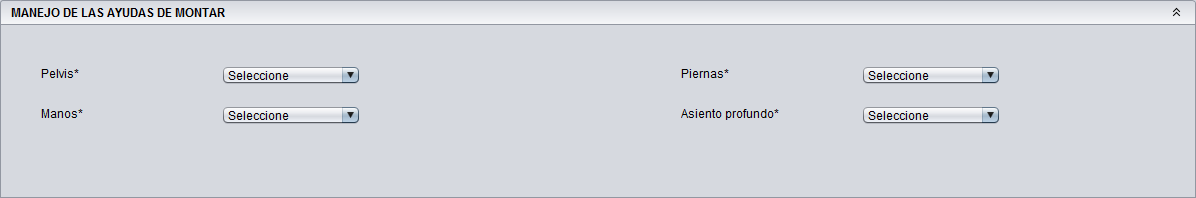 MANEJO DE LAS AYUDAS DE MONTAR
Pelvis* Seleccione Piernas* Seleccione
Manos* Seleccione Asiento profundo* Seleccione